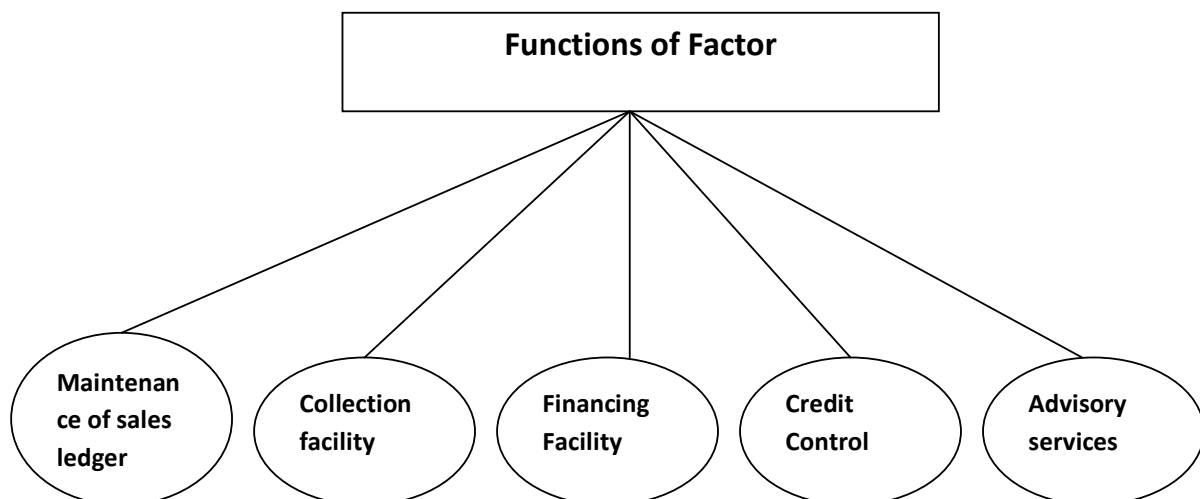 Functions of Factor
Maintenan
ce of sales
ledger
Collection
facility
Financing
Facility
Credit
Control
Advisory
services